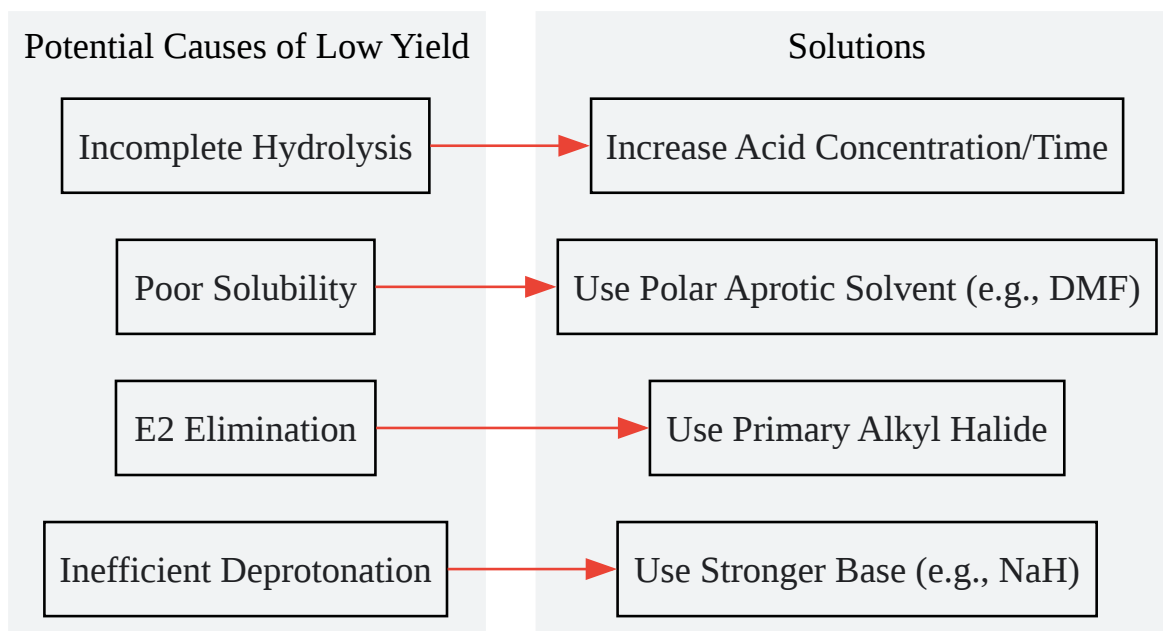 Potential Causes of Low Yield
Solutions
Incomplete Hydrolysis
Increase Acid Concentration/Time
Poor Solubility
Use Polar Aprotic Solvent (e.g., DMF)
E2 Elimination
Use Primary Alkyl Halide
Inefficient Deprotonation
Use Stronger Base (e.g., NaH)